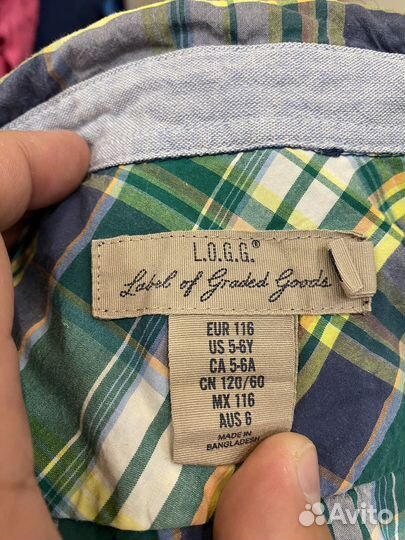 L.O.G.G.®
Label of Graded Goods
EUR 116
US 5-6Y
CA 5-6A
CN 120/60
MX 116
AUS 6
MADE IN
BANGLADESH
Avito